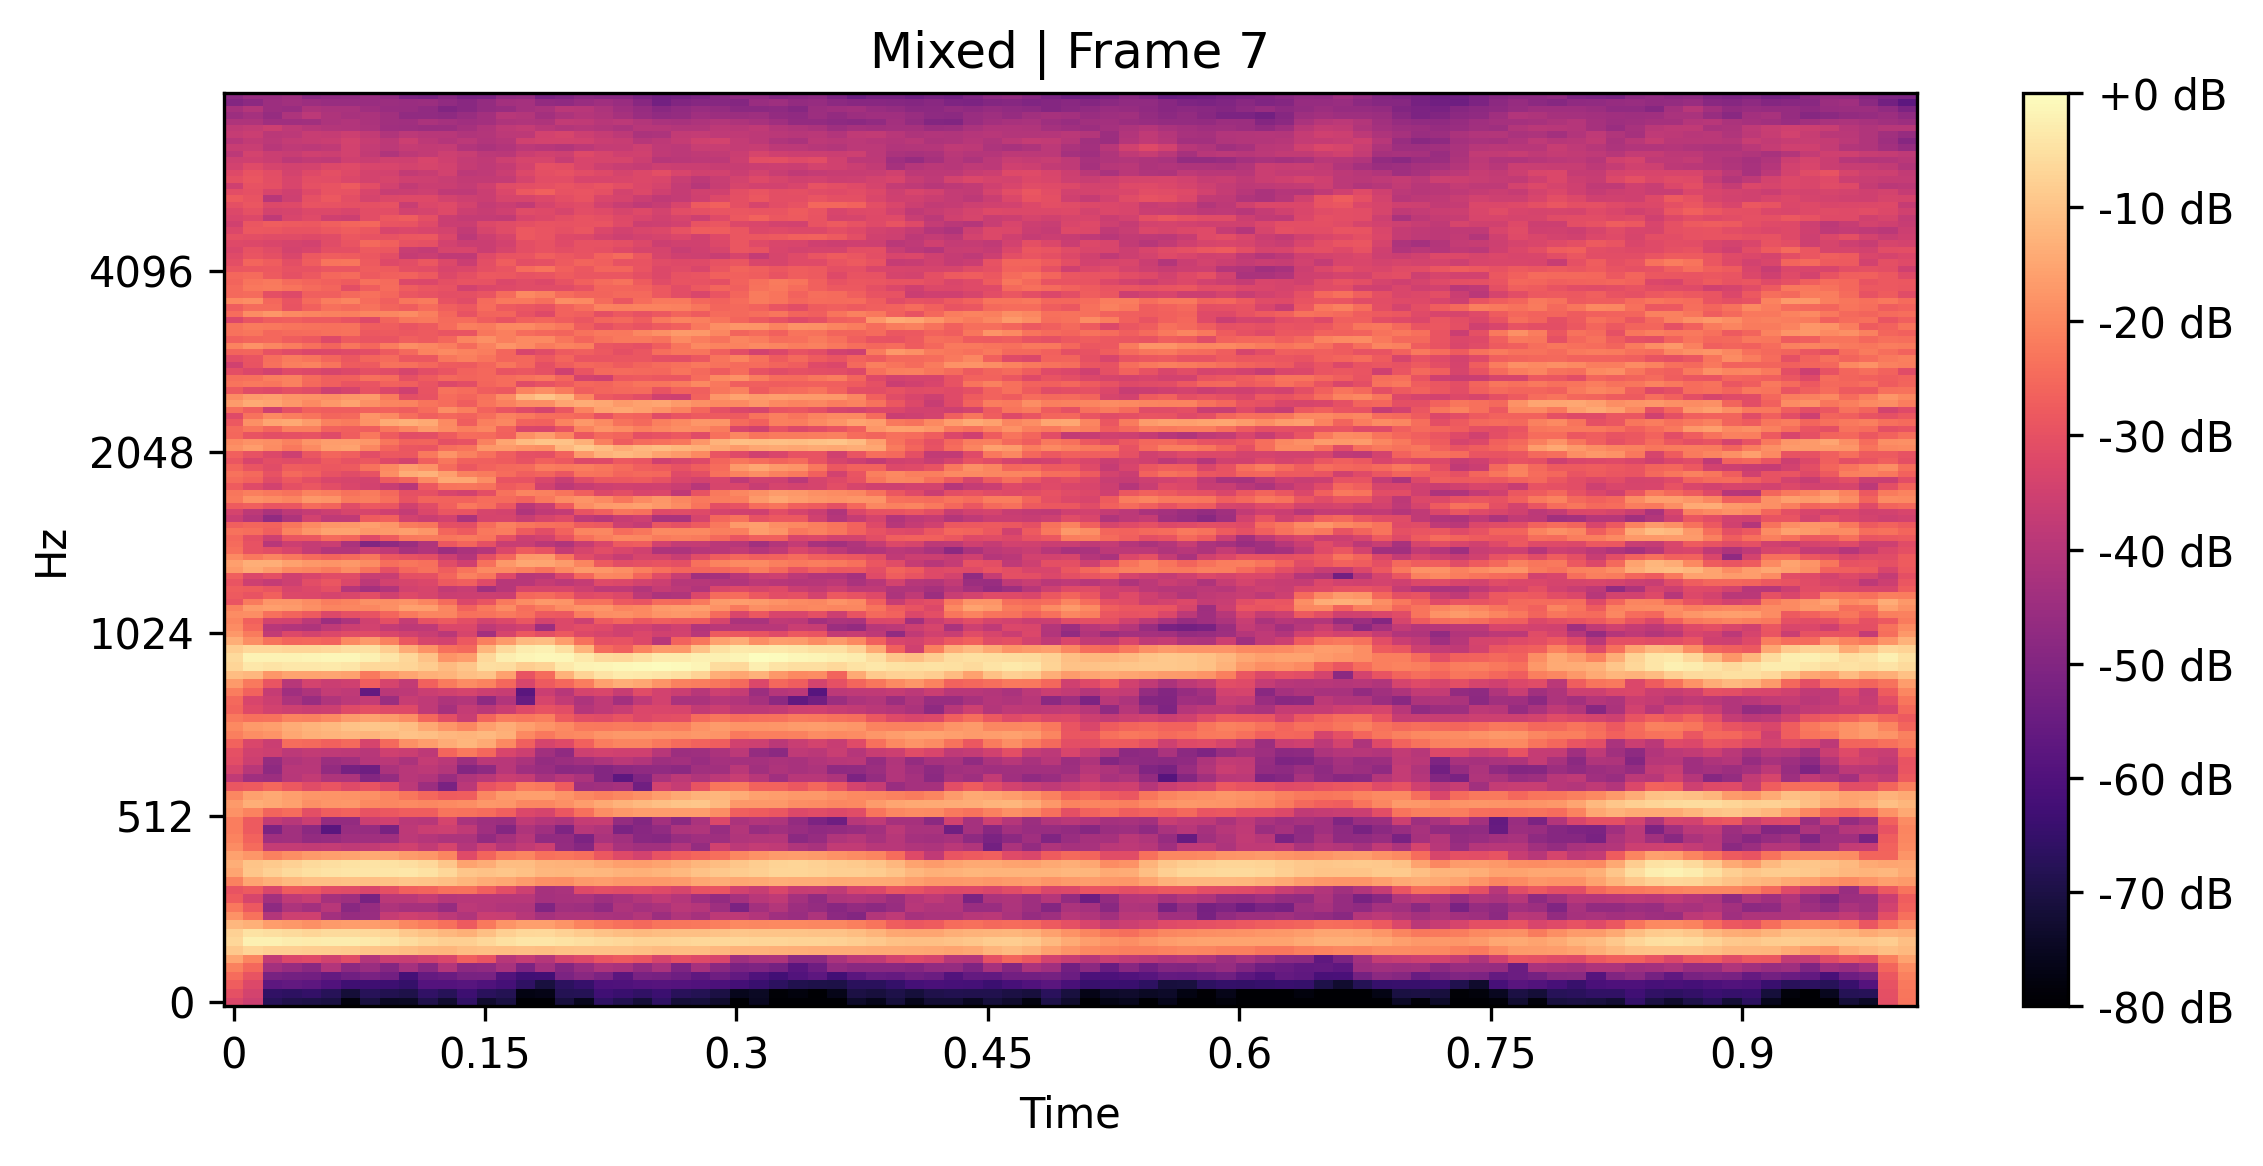 Mixed | Frame 7
+0 dB
-10 dB
4096
-20 dB
-30 dB
2048
Hz
-40 dB
1024
-50 dB
512
-60 dB
-70 dB
0
-80 dB
0 0.15 0.3 0.45 0.6 0.75 0.9
Time